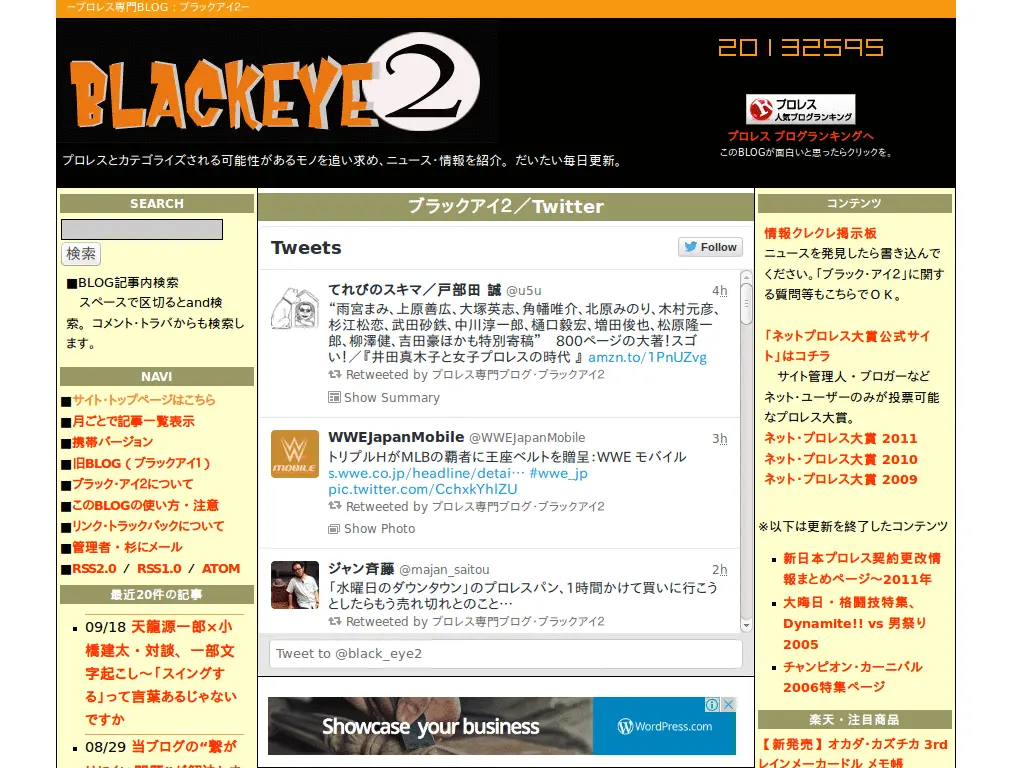 −プロレス専門BLOG：ブラックアイ2−
BLACKEYE2
20132595
プロレス
人気ブログランキング
プロレス ブログランキングへ
このBLOGが面白いと思ったらクリックを。
プロレスとカテゴライズされる可能性があるモノを追い求め、ニュース・情報を紹介。だいたい毎日更新。
SEARCH
検索
■BLOG記事内検索
スペースで区切るとand検
索。コメント・トラバからも検索し
ます。
NAVI
■サイト・トップページはこちら
■月ごとで記事一覧表示
■携帯バージョン
■旧BLOG（ブラックアイ1）
■ブラック・アイ2について
■このBLOGの使い方・注意
■リンク・トラックバックについて
■管理者・杉にメール
■RSS2.0 / RSS1.0 / ATOM
最近20件の記事
09/18 天龍源一郎×小
橋建太・対談、一部文
字起こし〜「スイングす
る」って言葉あるじゃない
ですか
08/29 当ブログの“繋が
ブラックアイ2／Twitter
Tweets
Follow
てれびのスキマ／戸部田 誠 @u5u
4h
“雨宮まみ、上原善広、大塚英志、角幡唯介、北原みのり、木村元彦、
杉江松恋、武田砂鉄、中川淳一郎、樋口毅宏、増田俊也、松原隆一
郎、柳澤健、吉田豪ほかも特別寄稿”　800ページの大著！スゴ
い！／『井田真木子と女子プロレスの時代 』 amzn.to/1PnUZvg
Retweeted by プロレス専門ブログ・ブラックアイ2
Show Summary
WWEJapanMobile @WWEJapanMobile
3h
MOBILE
トリプルHがMLBの覇者に王座ベルトを贈呈：WWE モバイル
s.wwe.co.jp/headline/detai… #wwe_jp
pic.twitter.com/CchxkYhlZU
Retweeted by プロレス専門ブログ・ブラックアイ2
Show Photo
ジャン斉藤 @majan_saitou
2h
「水曜日のダウンタウン」のプロレスパン、1時間かけて買いに行こう
としたらもう売れ切れとのこと…
Retweeted by プロレス専門ブログ・ブラックアイ2
Tweet to @black_eye2
Showcase your business
WordPress.com
コンテンツ
情報クレクレ掲示板
ニュースを発見したら書き込んで
ください。「ブラック・アイ2」に関す
る質問等もこちらでＯＫ。
「ネットプロレス大賞公式サイ
ト」はコチラ
サイト管理人・ブロガーなど
ネット・ユーザーのみが投票可能
なプロレス大賞。
ネット・プロレス大賞 2011
ネット・プロレス大賞 2010
ネット・プロレス大賞 2009
※以下は更新を終了したコンテンツ
新日本プロレス契約更改情
報まとめページ〜2011年
大晦日・格闘技特集、
Dynamite!! vs 男祭り
2005
チャンピオン・カーニバル
2006特集ページ
楽天・注目商品
【新発売】オカダ・カズチカ 3rd
レインメーカードル メモ帳